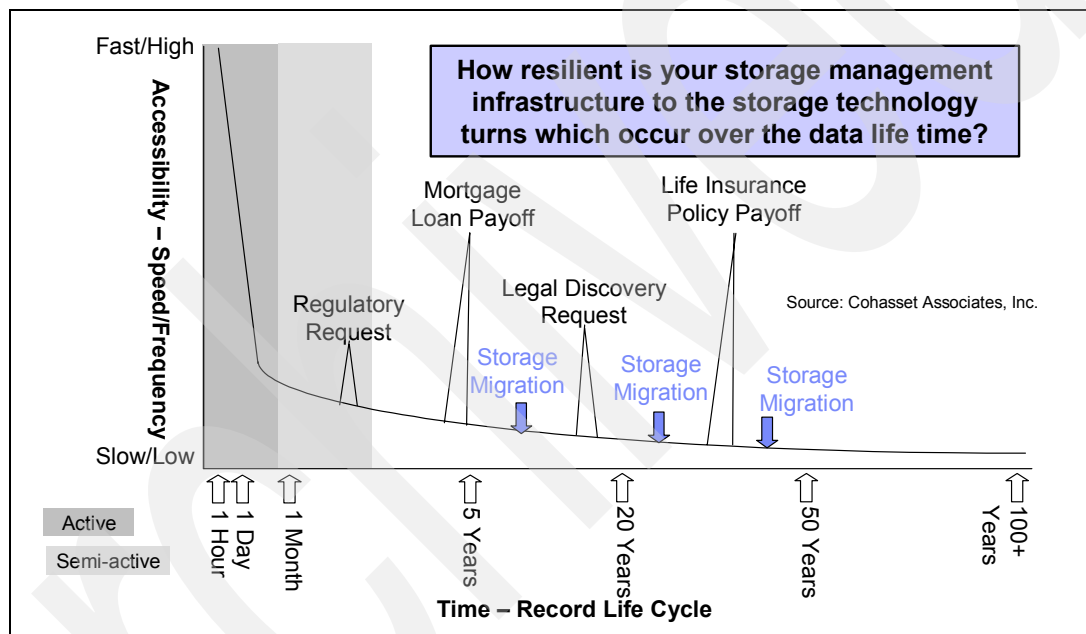 Fast/High
How resilient is your storage management
infrastructure to the storage technology
turns which occur over the data life time?
Accessibility – Speed/Frequency
Mortgage
Loan Payoff
Life Insurance
Policy Payoff
Regulatory
Request
Legal Discovery
Request
Source: Cohasset Associates, Inc.
Storage
Migration
Storage
Migration
Storage
Migration
Slow/Low
1 Hour
1 Day
1 Month
5 Years
20 Years
50 Years
100+
Years
Active
Semi-active
Time – Record Life Cycle